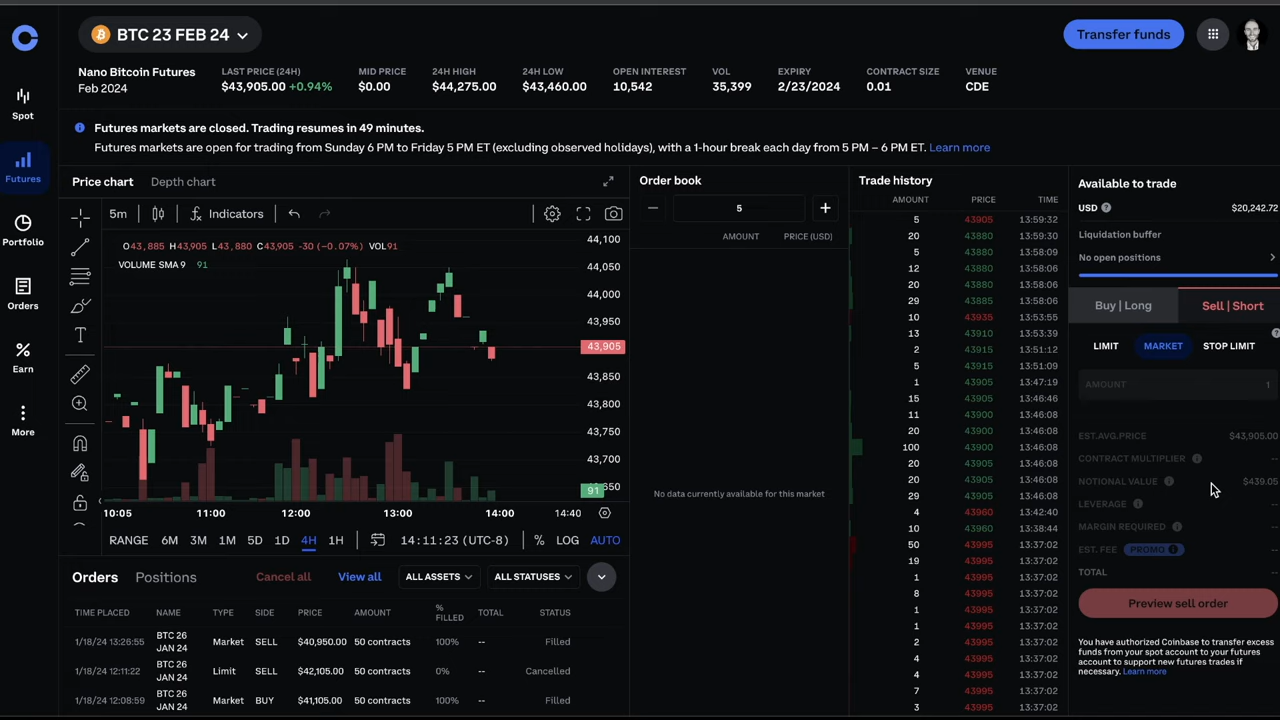 BTC 23 FEB 24
Transfer funds
Nano Bitcoin Futures
Feb 2024
LAST PRICE (24H)
$43,905.00 +0.94%
MID PRICE
$0.00
24H HIGH
$44,275.00
24H LOW
$43,460.00
OPEN INTEREST
10,542
VOL
35,399
EXPIRY
2/23/2024
CONTRACT SIZE
0.01
VENUE
CDE
Spot
Futures
Portfolio
Orders
Earn
More
Futures markets are closed. Trading resumes in 49 minutes.
Futures markets are open for trading from Sunday 6 PM to Friday 5 PM ET (excluding observed holidays), with a 1-hour break each day from 5 PM – 6 PM ET. Learn more
Price chart Depth chart
5m Indicators
O43,885 H43,905 L43,880 C43,905 -30 (-0.07%) VOL91
VOLUME SMA 9 91
44,100
44,050
44,000
43,950
43,905
43,850
43,800
43,750
43,700
91
10:05 11:00 12:00 13:00 14:00 14:40
RANGE 6M 3M 1M 5D 1D 4H 1H 14:11:23 (UTC-8) % LOG AUTO
Order book
5
AMOUNT PRICE (USD)
No data currently available for this market
Trade history
AMOUNT PRICE TIME
5 43905 13:59:32
20 43880 13:59:30
5 43880 13:58:09
12 43880 13:58:06
20 43880 13:58:06
29 43885 13:58:06
10 43935 13:53:55
13 43910 13:53:39
2 43915 13:51:12
5 43915 13:51:09
1 43905 13:47:19
15 43905 13:46:46
11 43900 13:46:08
100 43900 13:46:08
20 43905 13:46:08
20 43905 13:46:08
29 43905 13:46:08
4 43960 13:42:40
10 43960 13:38:44
50 43995 13:37:02
19 43995 13:37:02
1 43995 13:37:02
8 43995 13:37:02
1 43995 13:37:02
1 43995 13:37:02
2 43995 13:37:02
4 43995 13:37:02
4 43995 13:37:02
7 43995 13:37:02
3 43995 13:37:02
Available to trade
USD $20,242.72
Liquidation buffer
No open positions
Buy | Long Sell | Short
LIMIT MARKET STOP LIMIT
AMOUNT 1
EST.AVG.PRICE $43,905.00
CONTRACT MULTIPLIER --
NOTIONAL VALUE $439.05
LEVERAGE --
MARGIN REQUIRED --
EST. FEE PROMO --
TOTAL --
Preview sell order
You have authorized Coinbase to transfer excess
funds from your spot account to your futures
account to support new futures trades if
necessary. Learn more
Orders Positions Cancel all View all ALL ASSETS ALL STATUSES
TIME PLACED NAME TYPE SIDE PRICE AMOUNT % FILLED TOTAL STATUS
1/18/24 13:26:55 BTC 26 JAN 24 Market SELL $40,950.00 50 contracts 100% -- Filled
1/18/24 12:11:22 BTC 26 JAN 24 Limit SELL $42,105.00 50 contracts 0% -- Cancelled
1/18/24 12:08:59 BTC 26 JAN 24 Market BUY $41,105.00 50 contracts 100% -- Filled